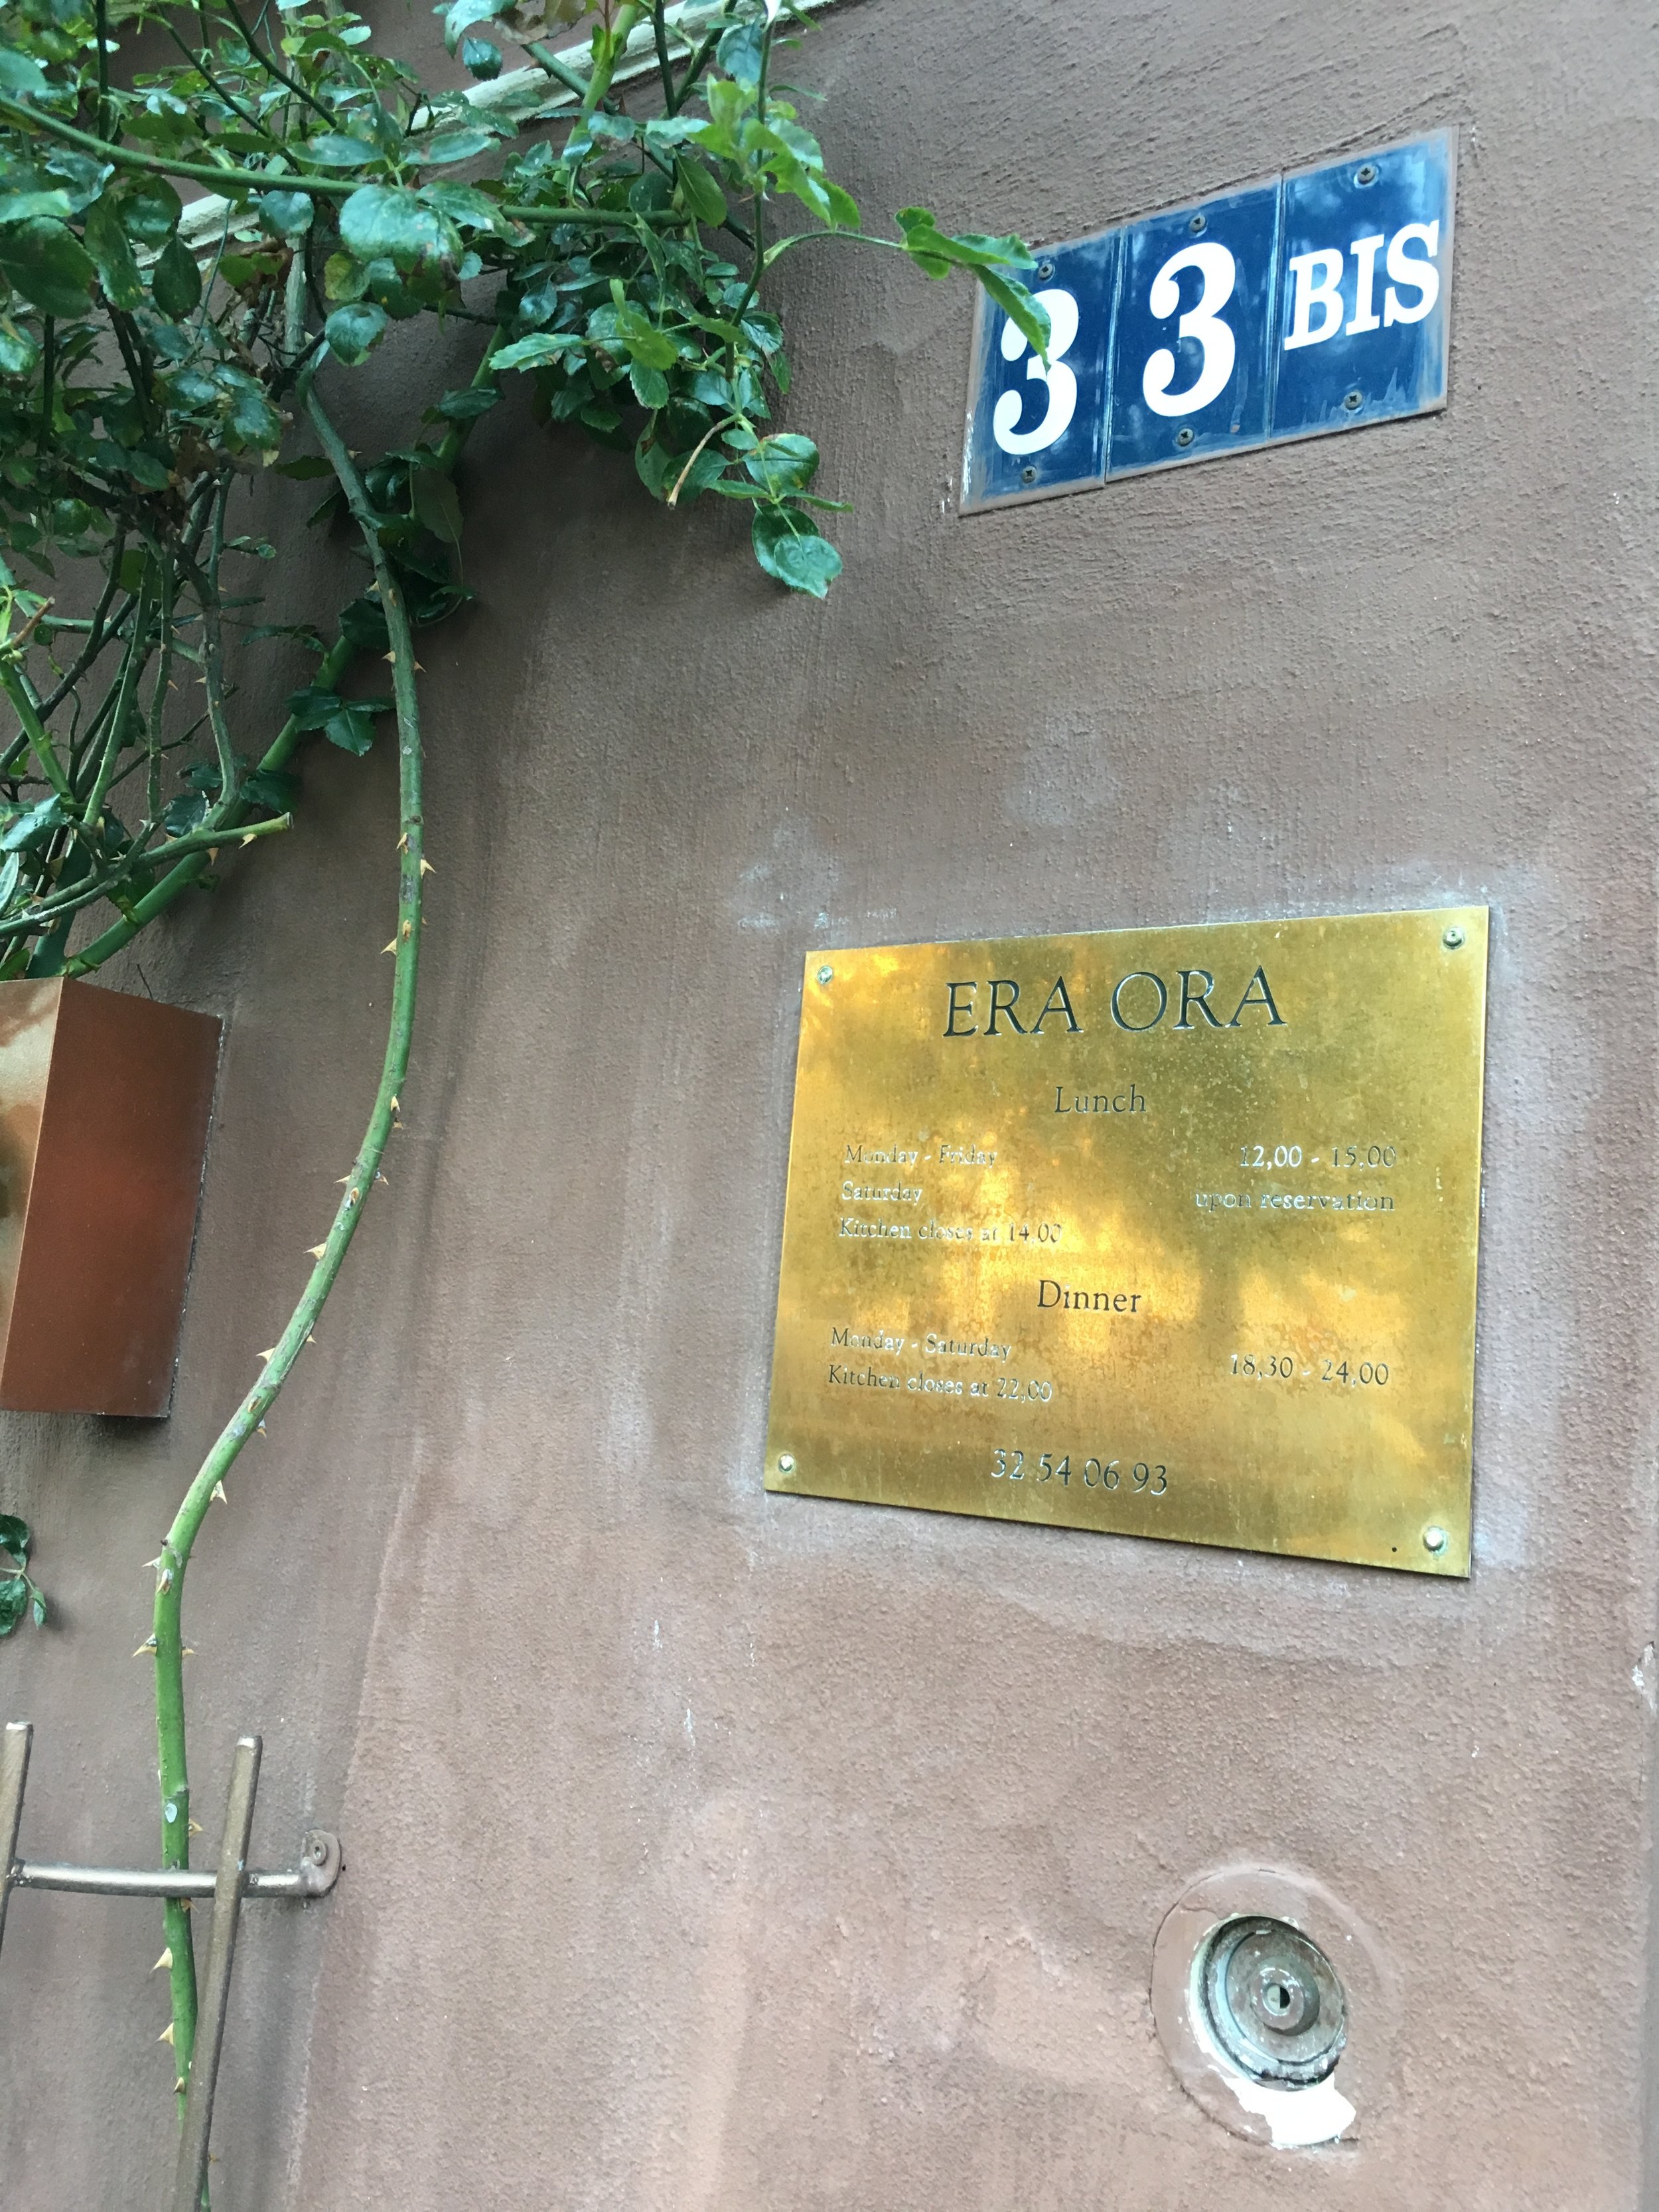 33 BIS
ERA ORA
Lunch
Monday - Friday 12,00 - 15,00
Saturday upon reservation
Kitchen closes at 14,00
Dinner
Monday - Saturday
18,30 - 24,00
Kitchen closes at 22,00
32 54 06 93